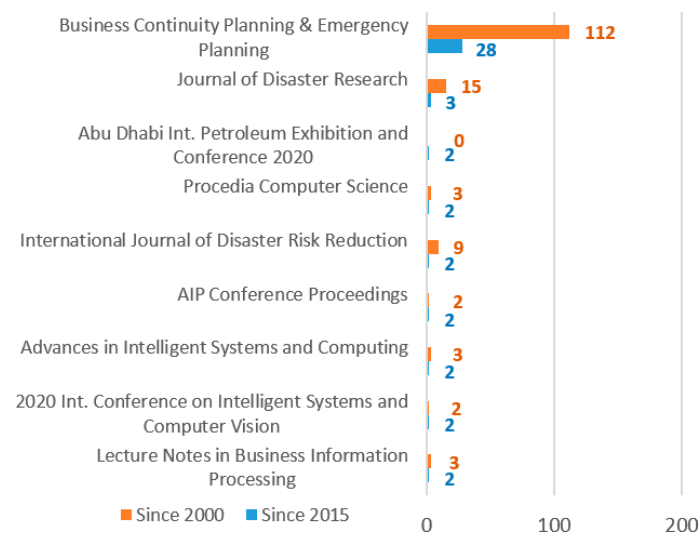 Business Continuity Planning & Emergency
Planning
112
28
Journal of Disaster Research
15
3
Abu Dhabi Int. Petroleum Exhibition and
Conference 2020
0
2
Procedia Computer Science
3
2
International Journal of Disaster Risk Reduction
9
2
AIP Conference Proceedings
2
2
Advances in Intelligent Systems and Computing
3
2
2020 Int. Conference on Intelligent Systems and
Computer Vision
2
2
Lecture Notes in Business Information
Processing
3
2
Since 2000 Since 2015
0 100 200